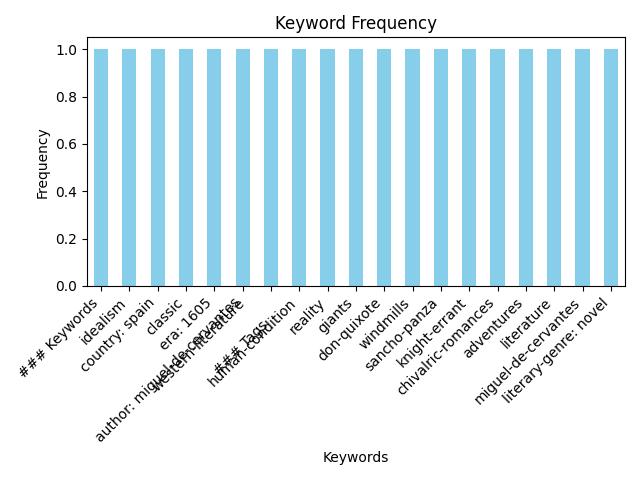 Keyword Frequency
1.0
0.8
0.6
0.4
0.2
0.0
Frequency
### Keywords
idealism
country: spain
classic
era: 1605
author: miguel-de-cervantes
western-literature
### Tags
human-condition
reality
giants
don-quixote
windmills
sancho-panza
knight-errant
chivalric-romances
adventures
literature
miguel-de-cervantes
literary-genre: novel
Keywords